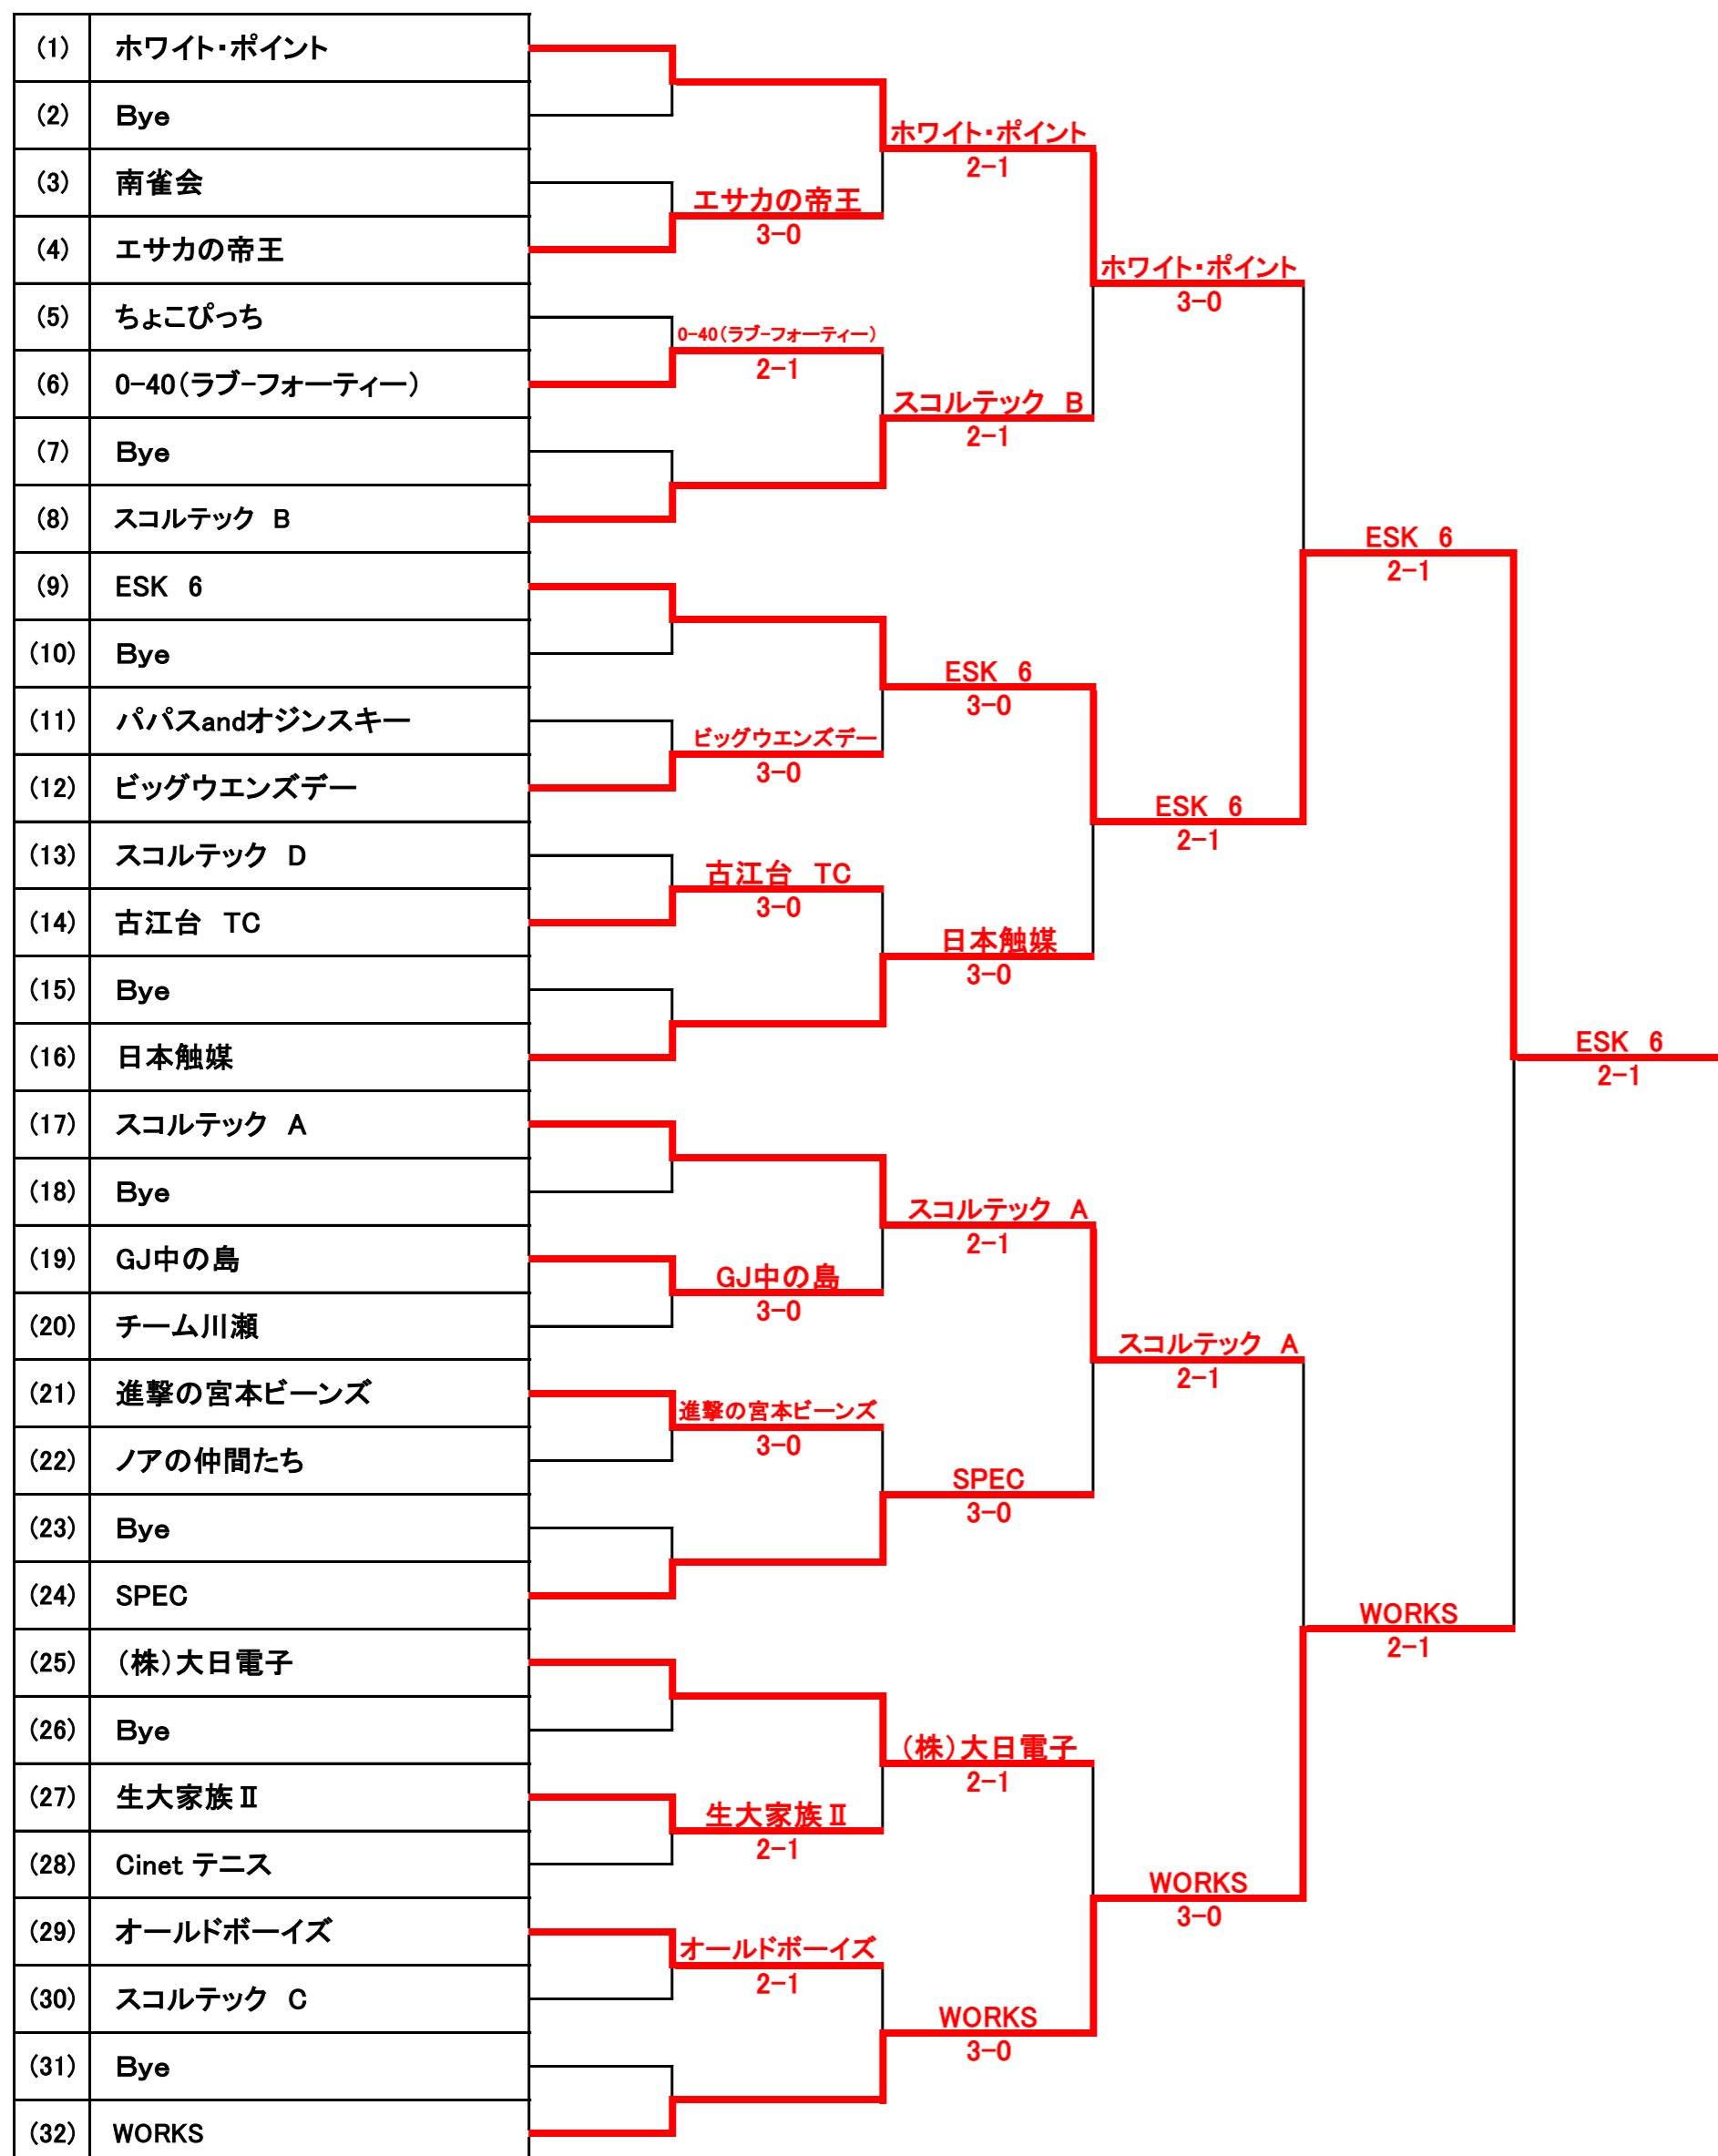 (1) ホワイト・ポイント
(2) Bye
(3) 南雀会
(4) エサカの帝王
(5) ちょこぴっち
(6) 0-40(ラブ-フォーティー)
(7) Bye
(8) スコルテック B
(9) ESK 6
(10) Bye
(11) パパスandオジンスキー
(12) ビッグウエンズデー
(13) スコルテック D
(14) 古江台 TC
(15) Bye
(16) 日本触媒
(17) スコルテック A
(18) Bye
(19) GJ中の島
(20) チーム川瀬
(21) 進撃の宮本ビーンズ
(22) ノアの仲間たち
(23) Bye
(24) SPEC
(25) (株)大日電子
(26) Bye
(27) 生大家族Ⅱ
(28) Cinet テニス
(29) オールドボーイズ
(30) スコルテック C
(31) Bye
(32) WORKS
エサカの帝王
3-0
0-40(ラブ-フォーティー)
2-1
ビッグウエンズデー
3-0
古江台 TC
3-0
GJ中の島
3-0
進撃の宮本ビーンズ
3-0
生大家族Ⅱ
2-1
オールドボーイズ
2-1
ホワイト・ポイント
2-1
スコルテック B
2-1
ESK 6
3-0
日本触媒
3-0
スコルテック A
2-1
SPEC
3-0
(株)大日電子
2-1
WORKS
3-0
ホワイト・ポイント
3-0
ESK 6
2-1
スコルテック A
2-1
WORKS
3-0
ESK 6
2-1
WORKS
2-1
ESK 6
2-1